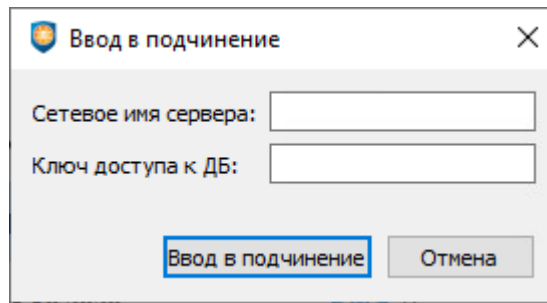 Ввод в подчинение
Сетевое имя сервера:
Ключ доступа к ДБ:
Ввод в подчинение Отмена